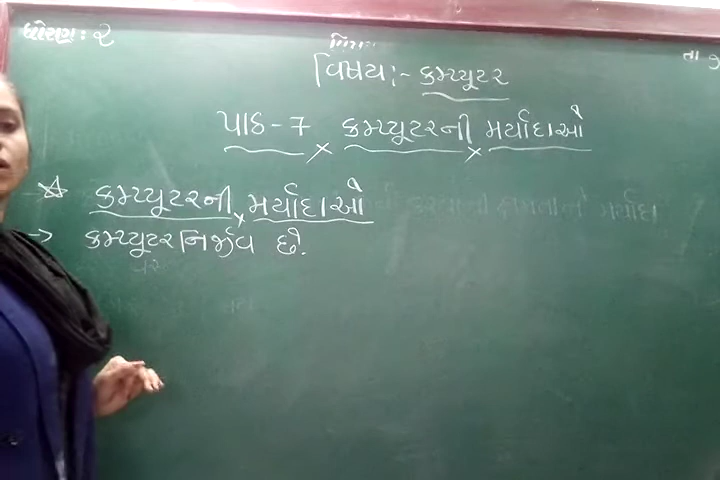 ધોરણ : ૨
વિષય :- કમ્પ્યૂટર
તા
પાઠ - 7 કમ્પ્યૂટરની મર્યાદાઓ
કમ્પ્યૂટરની મર્યાદાઓ
→ કમ્પ્યૂટર નિર્જીવ છે.